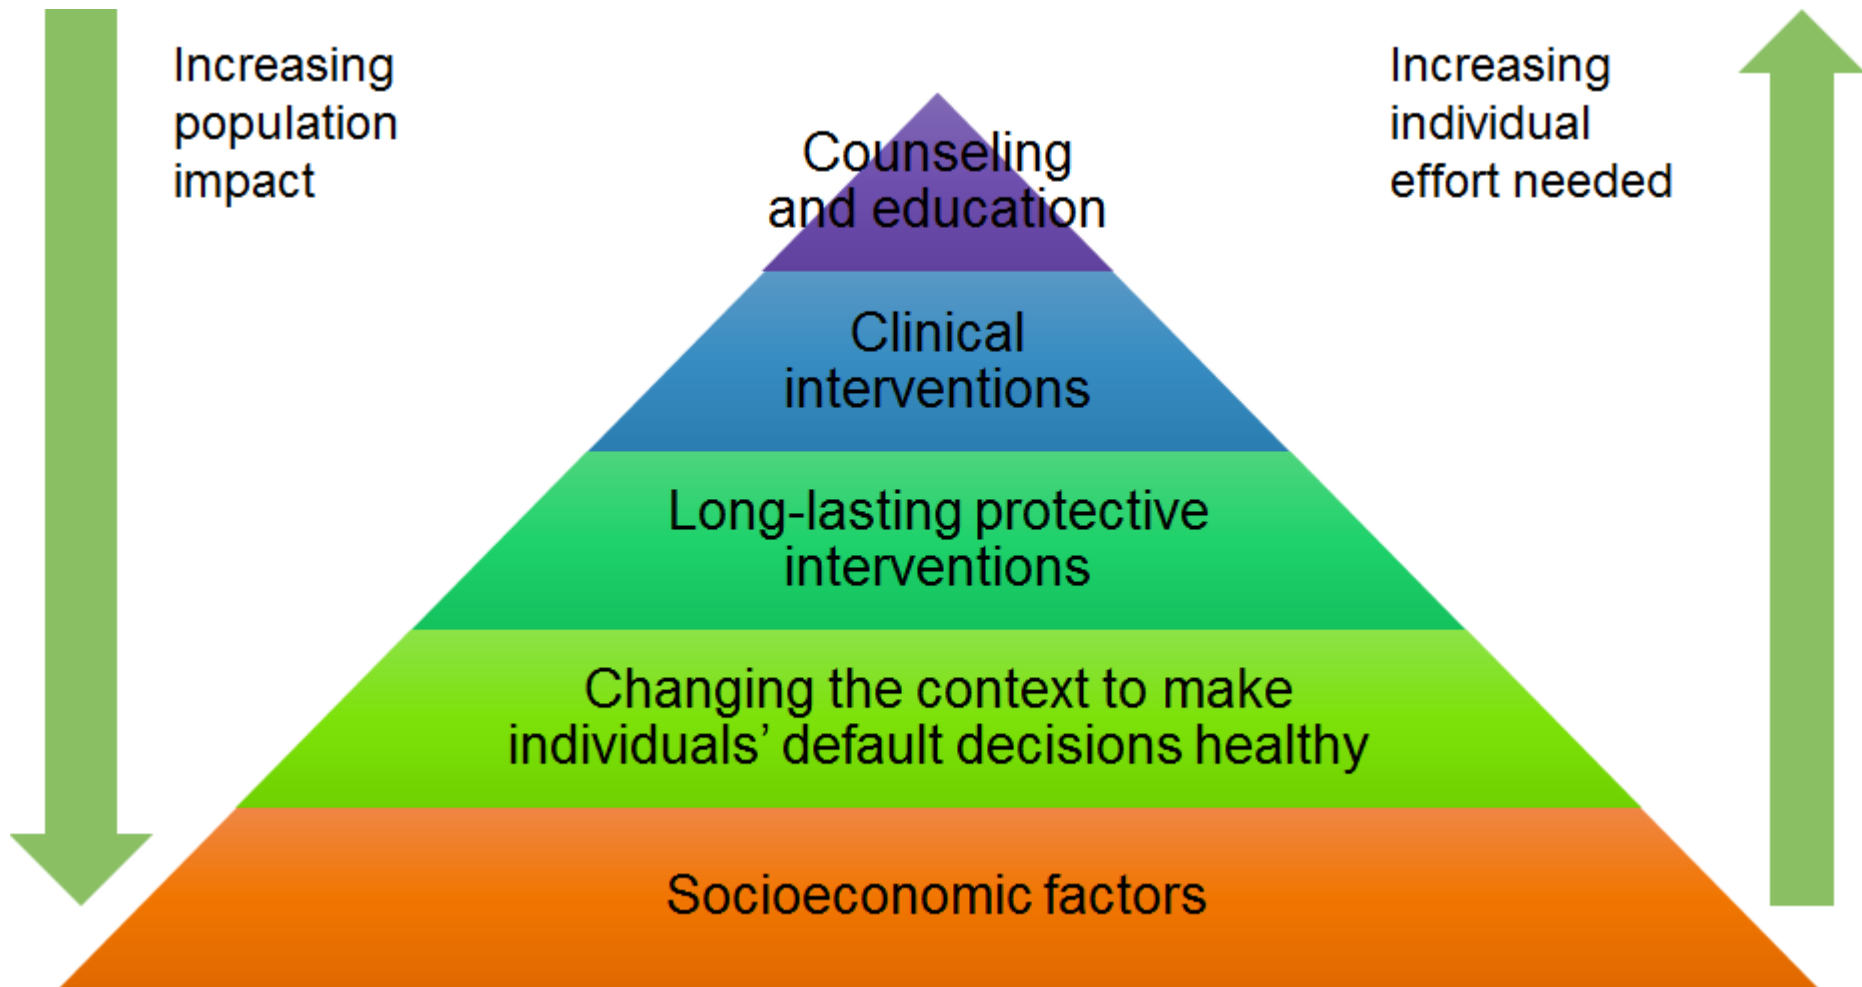 Increasing
population
impact
Increasing
individual
effort needed
Counseling
and education
Clinical
interventions
Long-lasting protective
interventions
Changing the context to make
individuals’ default decisions healthy
Socioeconomic factors